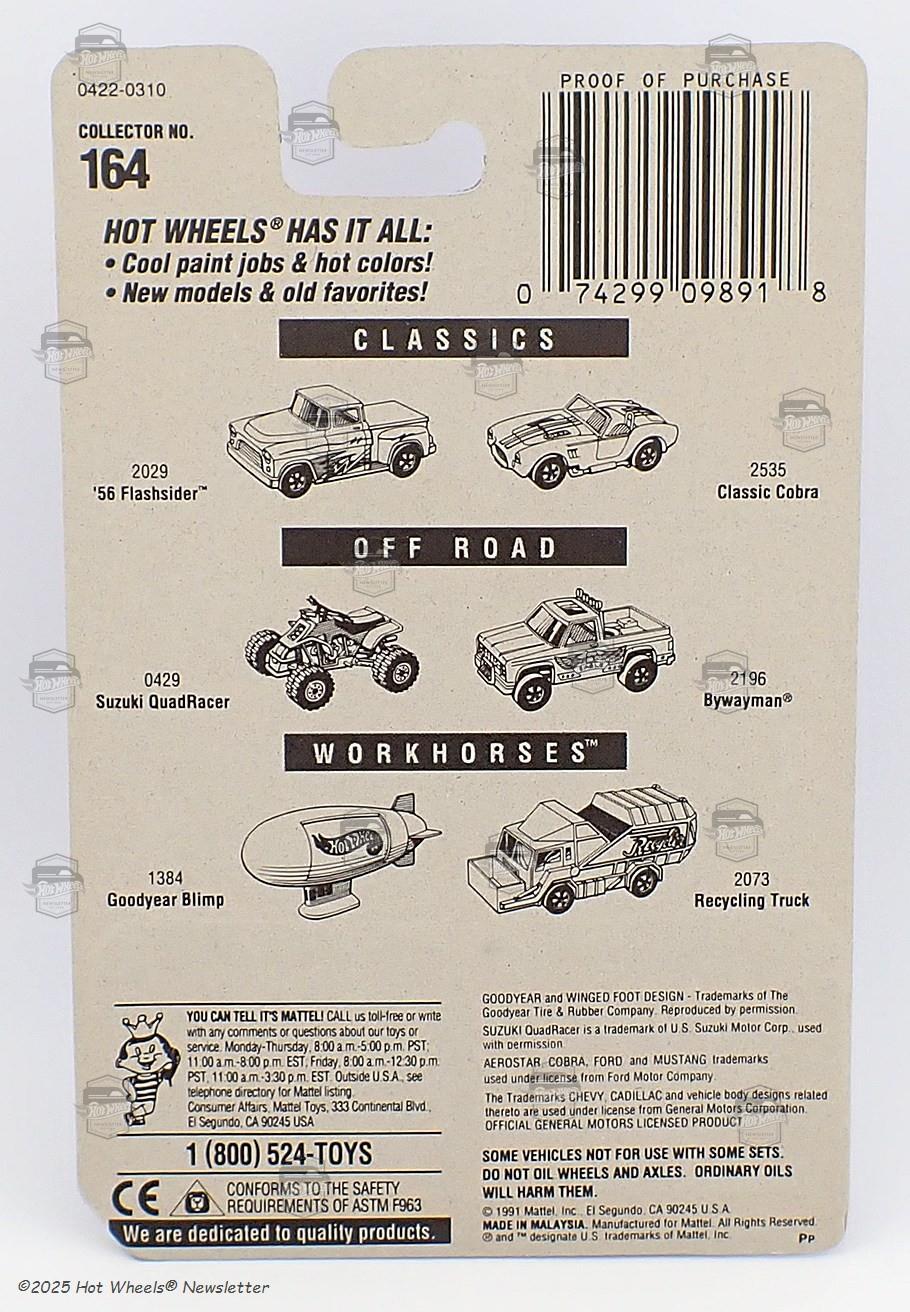 0422-0310
COLLECTOR NO.
164
PROOF OF PURCHASE
0 74299 09891 8
HOT WHEELS® HAS IT ALL:
• Cool paint jobs & hot colors!
• New models & old favorites!
CLASSICS
2029
'56 Flashsider™
2535
Classic Cobra
OFF ROAD
0429
Suzuki QuadRacer
2196
Bywayman®
WORKHORSES™
Hot Wheels
1384
Goodyear Blimp
2073
Recycling Truck
YOU CAN TELL IT'S MATTEL! CALL us toll-free or write
with any comments or questions about our toys or
service. Monday-Thursday, 8:00 a.m.-5:00 p.m. PST;
11:00 a.m.-8:00 p.m. EST; Friday, 8:00 a.m.-12:30 p.m.
PST, 11:00 a.m.-3:30 p.m. EST. Outside U.S.A., see
telephone directory for Mattel listing.
Consumer Affairs, Mattel Toys, 333 Continental Blvd.,
El Segundo, CA 90245 USA
1 (800) 524-TOYS
CE
CONFORMS TO THE SAFETY
REQUIREMENTS OF ASTM F963
We are dedicated to quality products.
GOODYEAR and WINGED FOOT DESIGN - Trademarks of The
Goodyear Tire & Rubber Company. Reproduced by permission.
SUZUKI QuadRacer is a trademark of U.S. Suzuki Motor Corp., used
with permission.
AEROSTAR, COBRA, FORD and MUSTANG trademarks
used under license from Ford Motor Company.
The Trademarks CHEVY, CADILLAC and vehicle body designs related
thereto are used under license from General Motors Corporation.
OFFICIAL GENERAL MOTORS LICENSED PRODUCT
SOME VEHICLES NOT FOR USE WITH SOME SETS.
DO NOT OIL WHEELS AND AXLES. ORDINARY OILS
WILL HARM THEM.
© 1991 Mattel, Inc., El Segundo, CA 90245 U.S.A.
MADE IN MALAYSIA. Manufactured for Mattel. All Rights Reserved.
® and ™ designate U.S. trademarks of Mattel, Inc.
PP
©2025 Hot Wheels® Newsletter